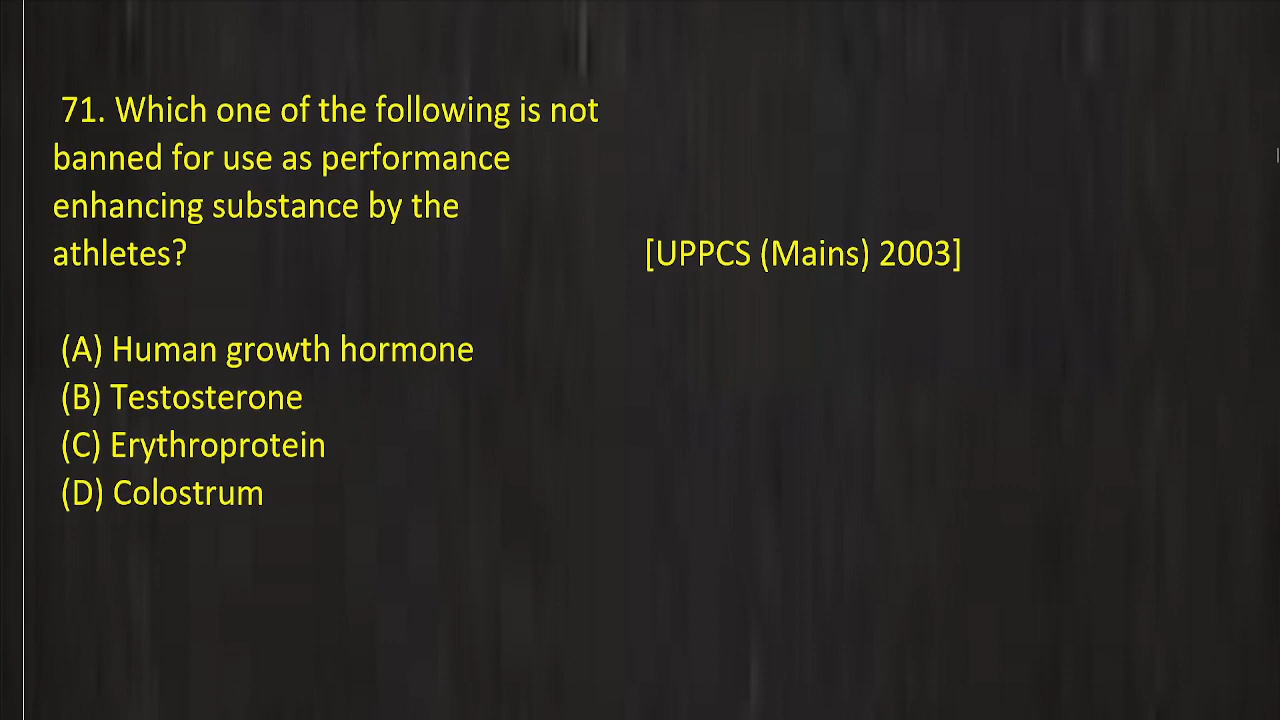 71. Which one of the following is not
banned for use as performance
enhancing substance by the
athletes? [UPPCS (Mains) 2003]
(A) Human growth hormone
(B) Testosterone
(C) Erythroprotein
(D) Colostrum